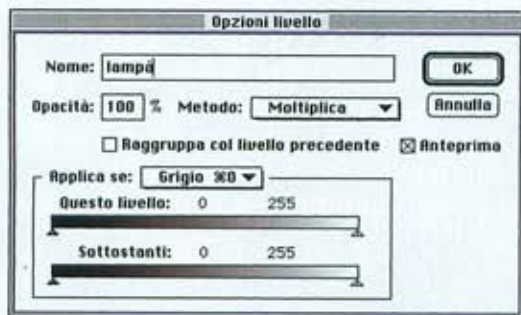 Opzioni livello
Nome: lampa
OK
Opacità: 100 % Metodo: Moltiplica
Annulla
Raggruppa col livello precedente Anteprima
Applica se: Grigio ⌘0
Questo livello: 0 255
Sottostanti: 0 255